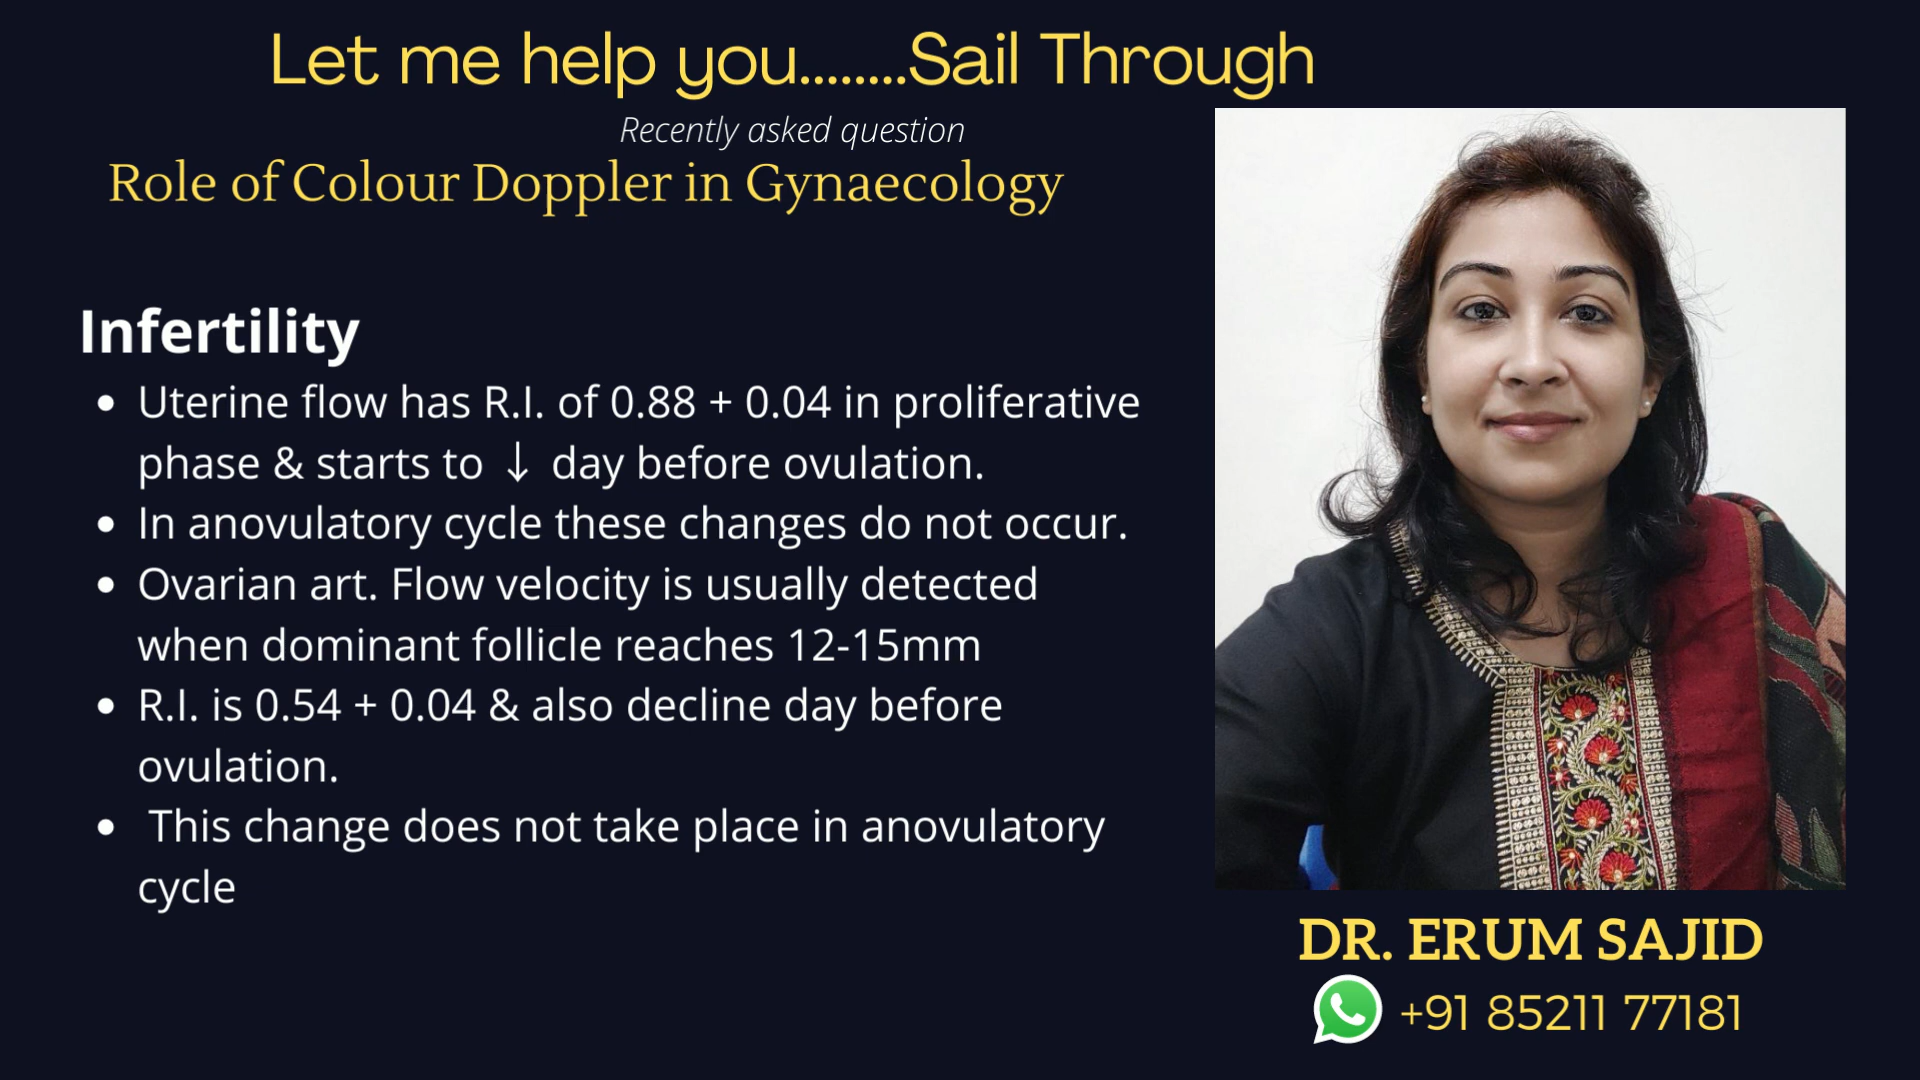 Let me help you........Sail Through
Recently asked question
Role of Colour Doppler in Gynaecology
Infertility
• Uterine flow has R.I. of 0.88 + 0.04 in proliferative
phase & starts to ↓ day before ovulation.
• In anovulatory cycle these changes do not occur.
• Ovarian art. Flow velocity is usually detected
when dominant follicle reaches 12-15mm
• R.I. is 0.54 + 0.04 & also decline day before
ovulation.
• This change does not take place in anovulatory
cycle
DR. ERUM SAJID
+91 85211 77181